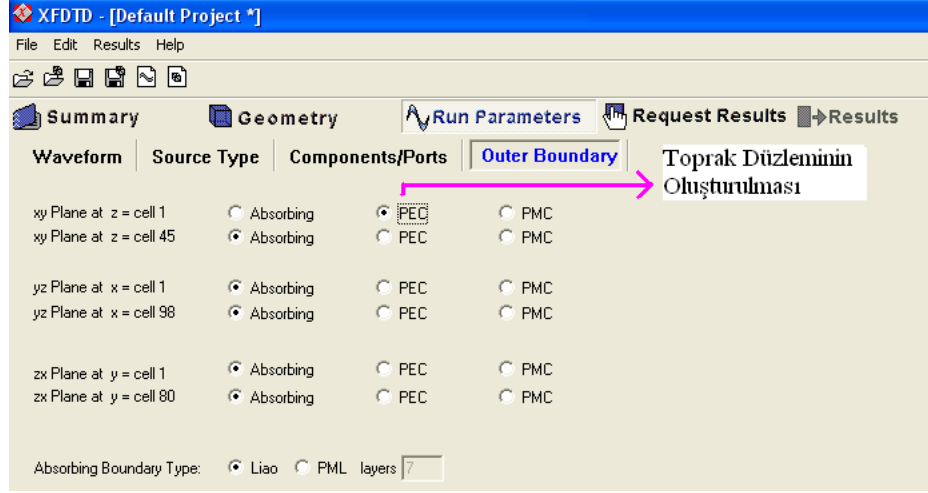 XFDTD - [Default Project *]
File Edit Results Help
Summary Geometry Run Parameters Request Results Results
Waveform Source Type Components/Ports Outer Boundary
Toprak Düzleminin
Oluşturulması
xy Plane at z = cell 1 Absorbing PEC PMC
xy Plane at z = cell 45 Absorbing PEC PMC
yz Plane at x = cell 1 Absorbing PEC PMC
yz Plane at x = cell 98 Absorbing PEC PMC
zx Plane at y = cell 1 Absorbing PEC PMC
zx Plane at y = cell 80 Absorbing PEC PMC
Absorbing Boundary Type: Liao PML layers 7